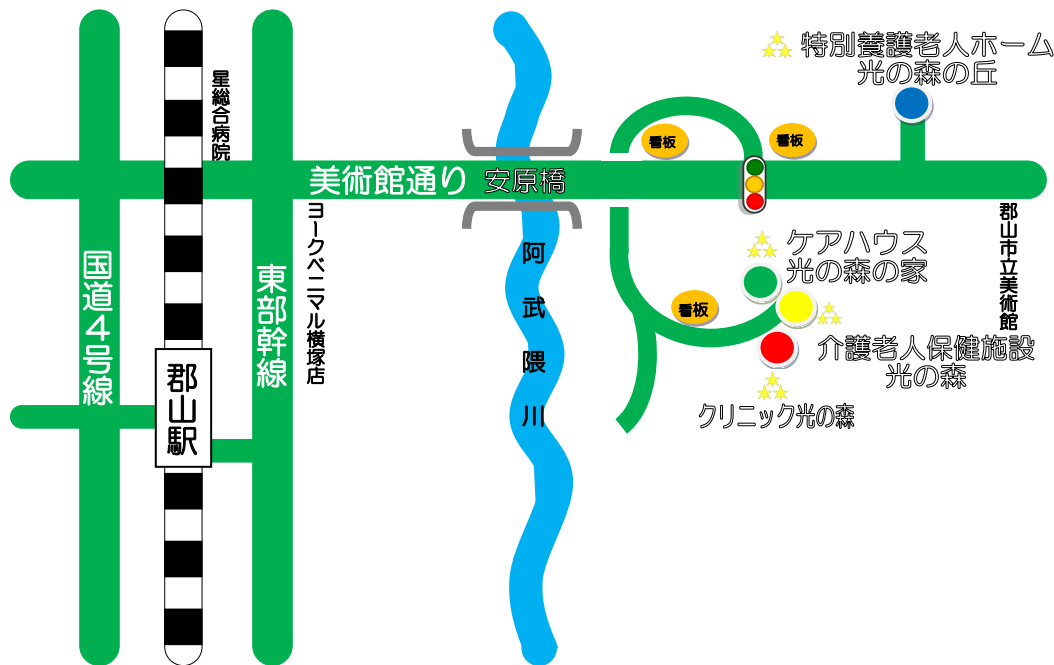 特別養護老人ホーム
光の森の丘
星総合病院
看板
看板
美術館通り
安原橋
ヨークベニマル横塚店
郡山市立美術館
国道4号線
東部幹線
阿武隈川
ケアハウス
光の森の家
看板
介護老人保健施設
光の森
郡山駅
クリニック光の森